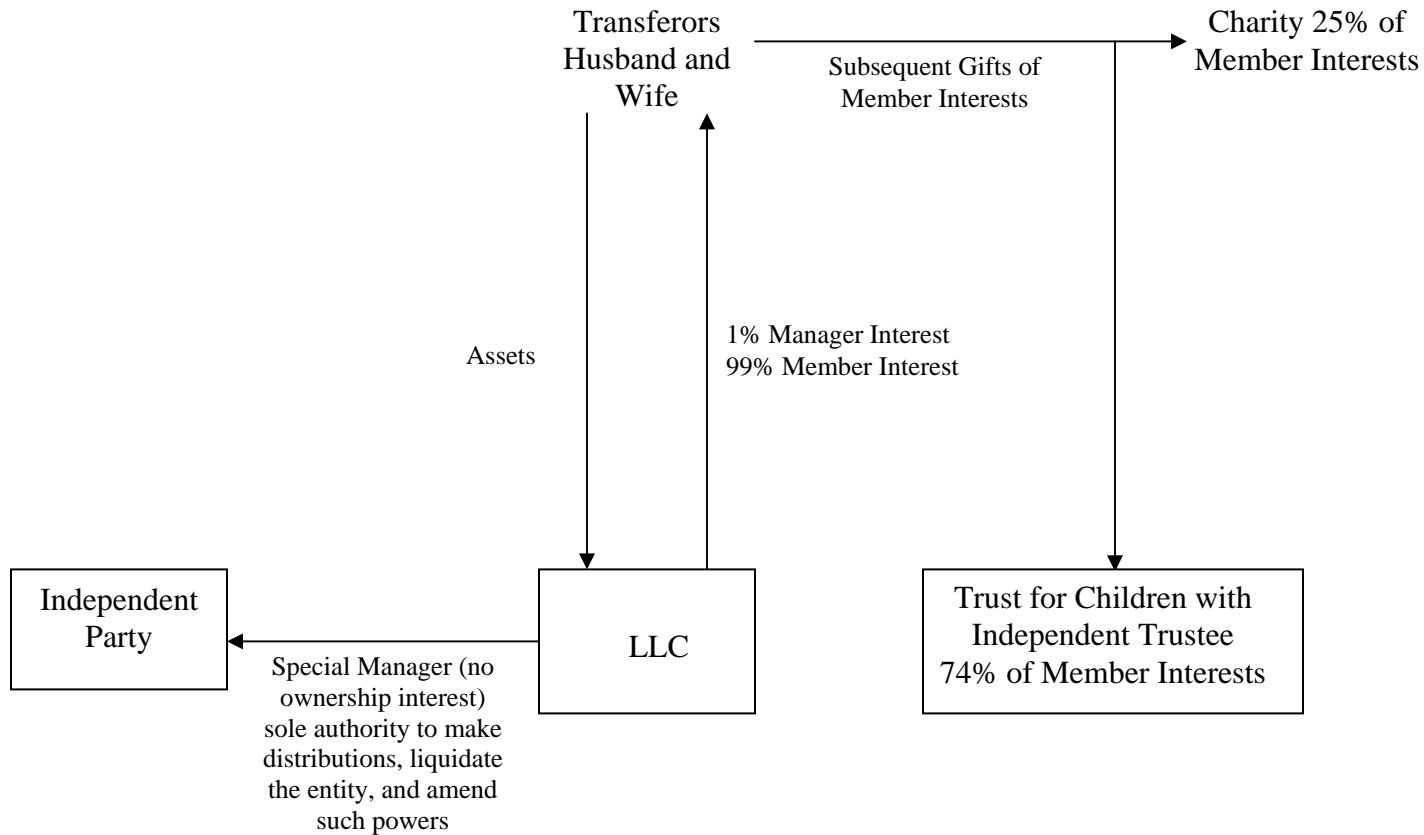 Transferors
Husband and
Wife
Subsequent Gifts of
Member Interests
Charity 25% of
Member Interests
Assets
1% Manager Interest
99% Member Interest
Independent
Party
Special Manager (no
ownership interest)
sole authority to make
distributions, liquidate
the entity, and amend
such powers
LLC
Trust for Children with
Independent Trustee
74% of Member Interests